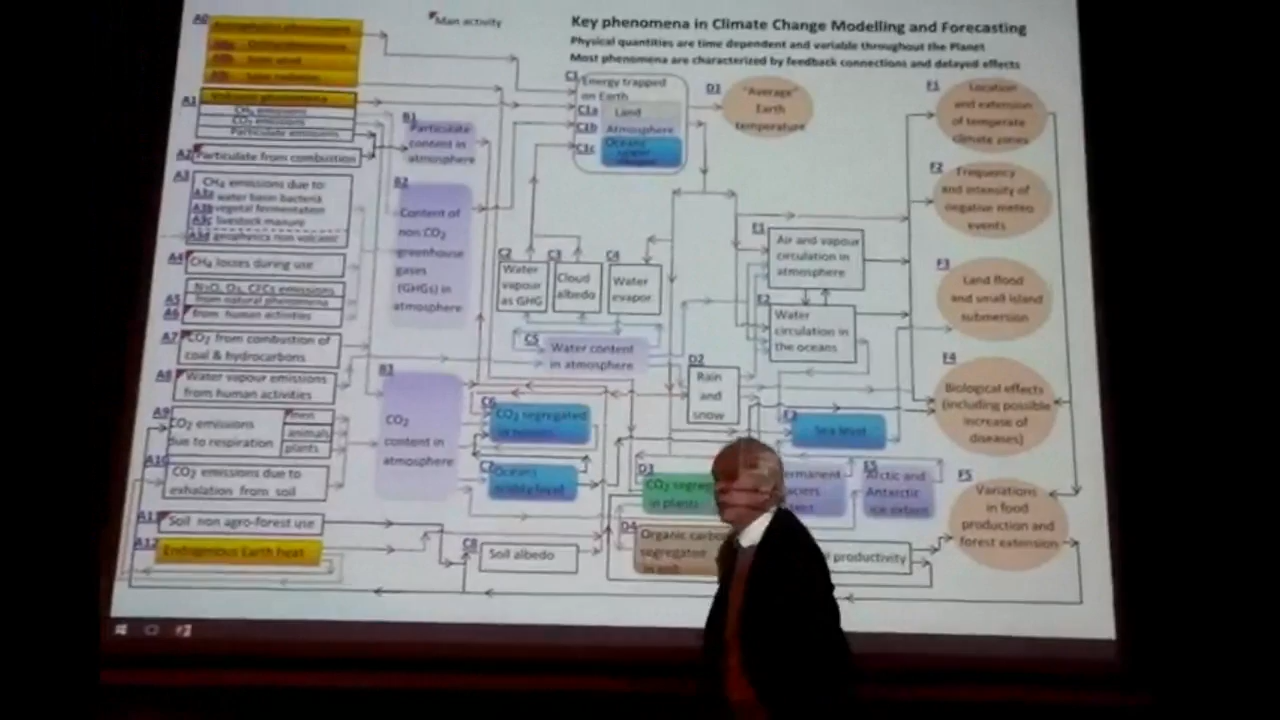 Key phenomena in Climate Change Modelling and Forecasting
Physical quantities are time dependent and variable throughout the Planet
Most phenomena are characterized by feedback connections and delayed effects
Man activity
A0
A1
CH₄ emissions
CO₂ emissions
Particulate emissions
A2
Particulate from combustion
A3
CH₄ emissions due to:
A3a water basin bacteria
A3b vegetal fermentation
A3c livestock manure
A3d geophysics non volcanic
A4
CH₄ losses during use
N₂O, O₃, CFCs emissions
A5 from natural phenomena
A6 from human activities
A7
CO₂ from combustion of
coal & hydrocarbons
A8
Water vapour emissions
from human activities
A9
CO₂ emissions
due to respiration
men
animals
plants
A10
CO₂ emissions due to
exhalation from soil
A11
Soil non agro-forest use
A12
Endogenous Earth heat
B1
Particulate
content in
atmosphere
B2
Content of
non CO₂
greenhouse
gases
(GHGs) in
atmosphere
B3
CO₂
content in
atmosphere
C1
Energy trapped
on Earth
C1a Land
C1b Atmosphere
C1c Oceans
C2
Water
vapour
as GHG
C3
Cloud
albedo
C4
Water
evapor.
C5
Water content
in atmosphere
C6
CO₂ segregated
C7
Oceans
C8
Soil albedo
D1
"Average"
Earth
temperature
D2
Rain
and
snow
D3
CO₂ segreg
in plants
D4
Organic carbo
segregated
in soil
E1
Air and vapour
circulation in
atmosphere
E2
Water
circulation in
the oceans
E3
Sea level
ermanent
E5
Arctic and
Antarctic
ice extent
productivity
F1
Location
and extension
of temperate
climate zones
F2
Frequency
and intensity of
negative meteo
events
F3
Land flood
and small island
submersion
F4
Biological effects
(including possible
increase of
diseases)
F5
Variations
in food
production and
forest extension